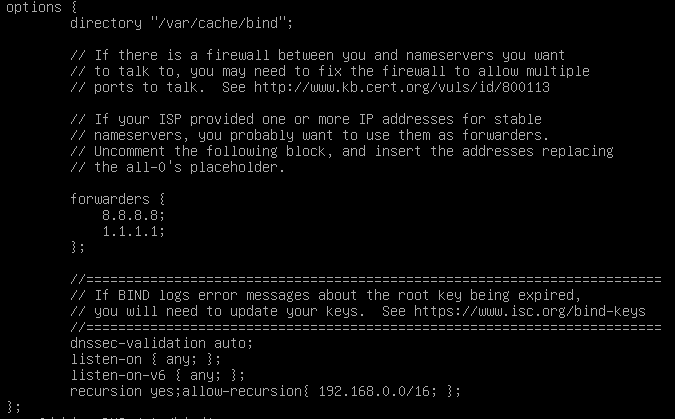 options {
        directory "/var/cache/bind";

        // If there is a firewall between you and nameservers you want
        // to talk to, you may need to fix the firewall to allow multiple
        // ports to talk.  See http://www.kb.cert.org/vuls/id/800113

        // If your ISP provided one or more IP addresses for stable
        // nameservers, you probably want to use them as forwarders.
        // Uncomment the following block, and insert the addresses replacing
        // the all-0's placeholder.

        forwarders {
            8.8.8.8;
            1.1.1.1;
        };

        //========================================================================
        // If BIND logs error messages about the root key being expired,
        // you will need to update your keys.  See https://www.isc.org/bind-keys
        //========================================================================
        dnssec-validation auto;
        listen-on { any; };
        listen-on-v6 { any; };
        recursion yes;allow-recursion{ 192.168.0.0/16; };
};